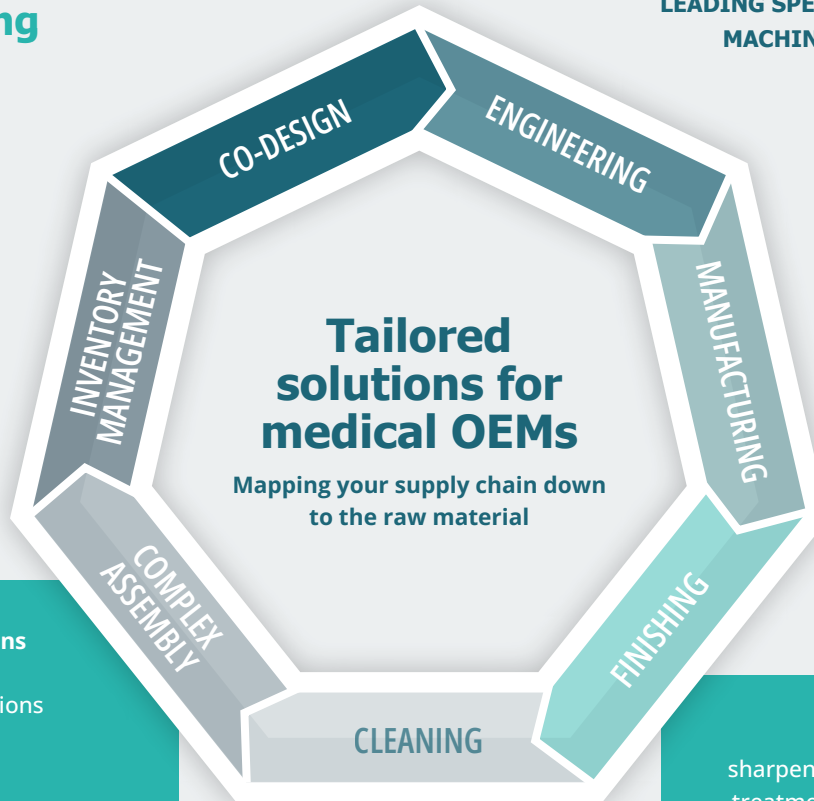 CO-DESIGN
ENGINEERING
MANUFACTURING
FINISHING
CLEANING
COMPLEX
ASSEMBLY
INVENTORY
MANAGEMENT
Tailored
solutions for
medical OEMs
Mapping your supply chain down
to the raw material
LEADING